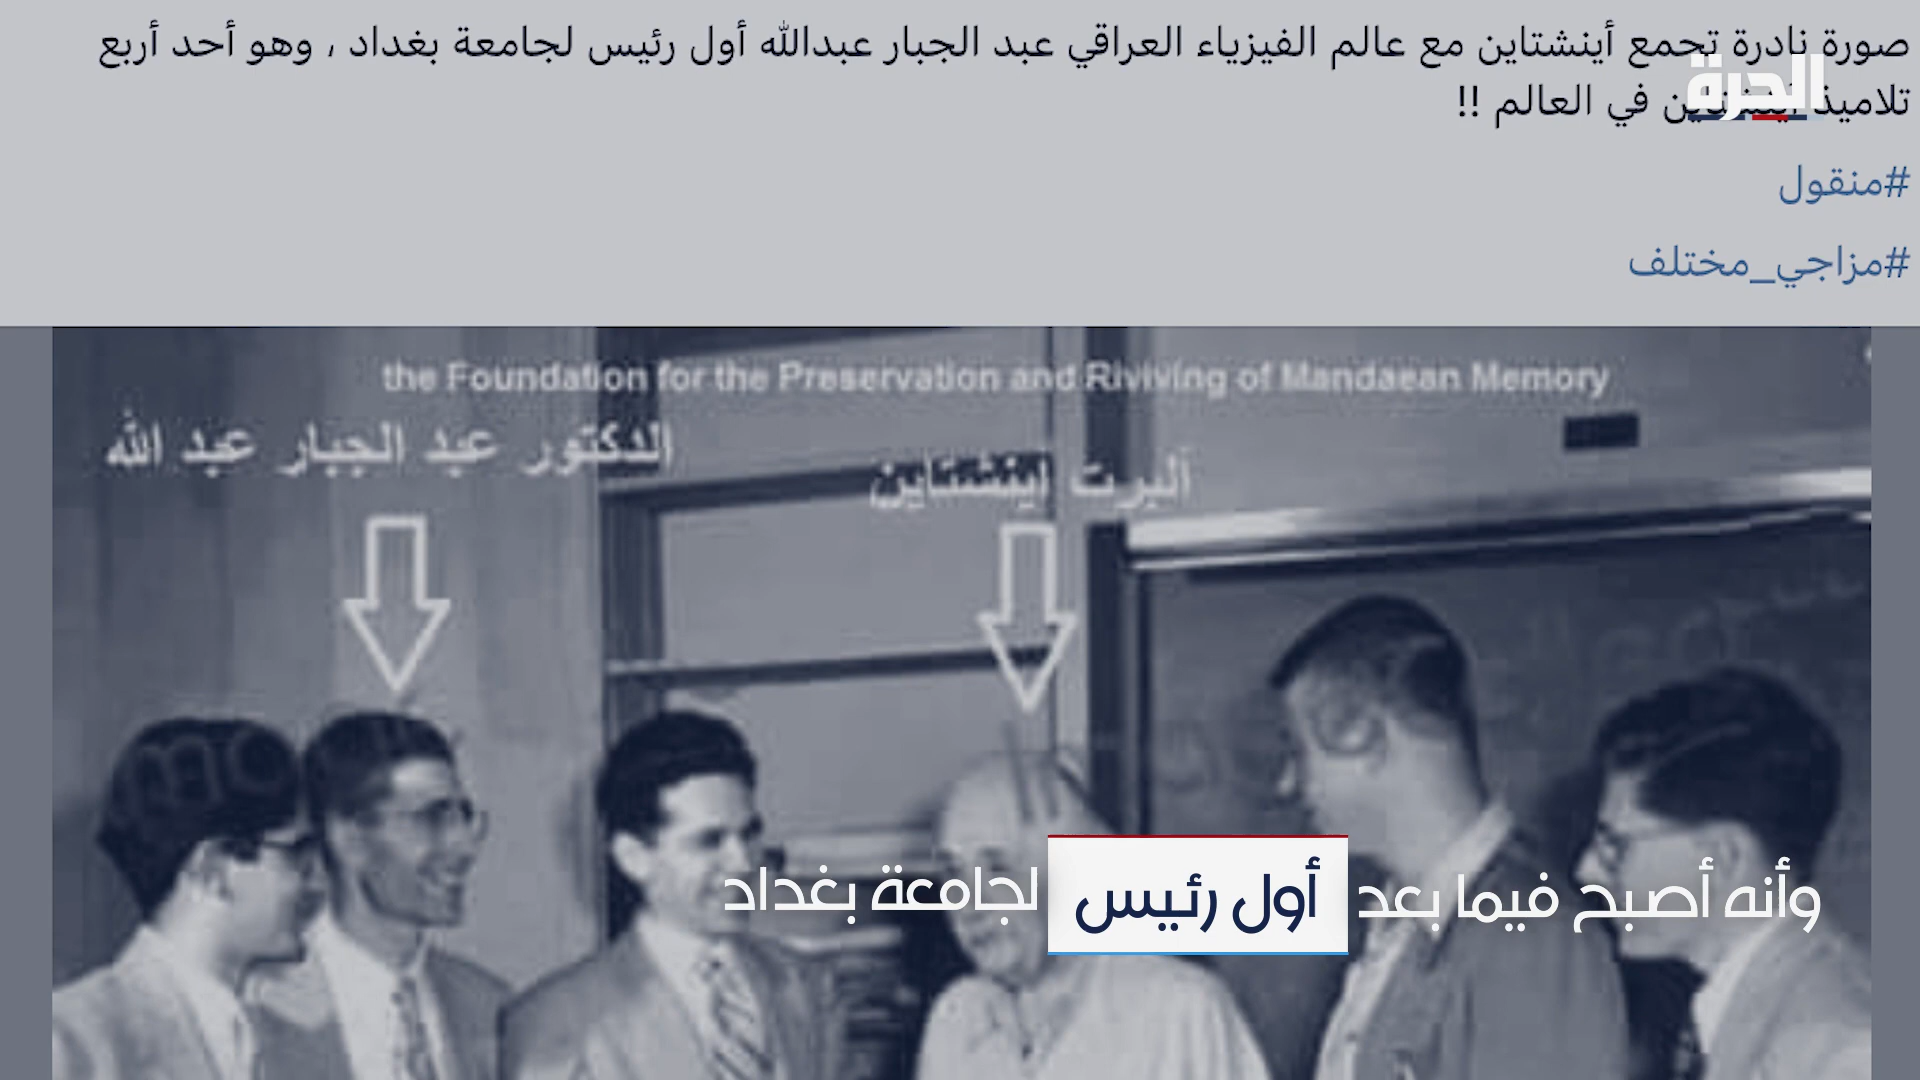 صورة نادرة تجمع أينشتاين مع عالم الفيزياء العراقي عبد الجبار عبدالله أول رئيس لجامعة بغداد ، وهو أحد أربع
تلاميذ أينشتاين في العالم !!
الحرة
#منقول
#مزاجي_مختلف
the Foundation for the Preservation and Riviving of Mandaean Memory
الدكتور عبد الجبار عبد الله
البرت اينشتاين
وأنه أصبح فيما بعد أول رئيس لجامعة بغداد